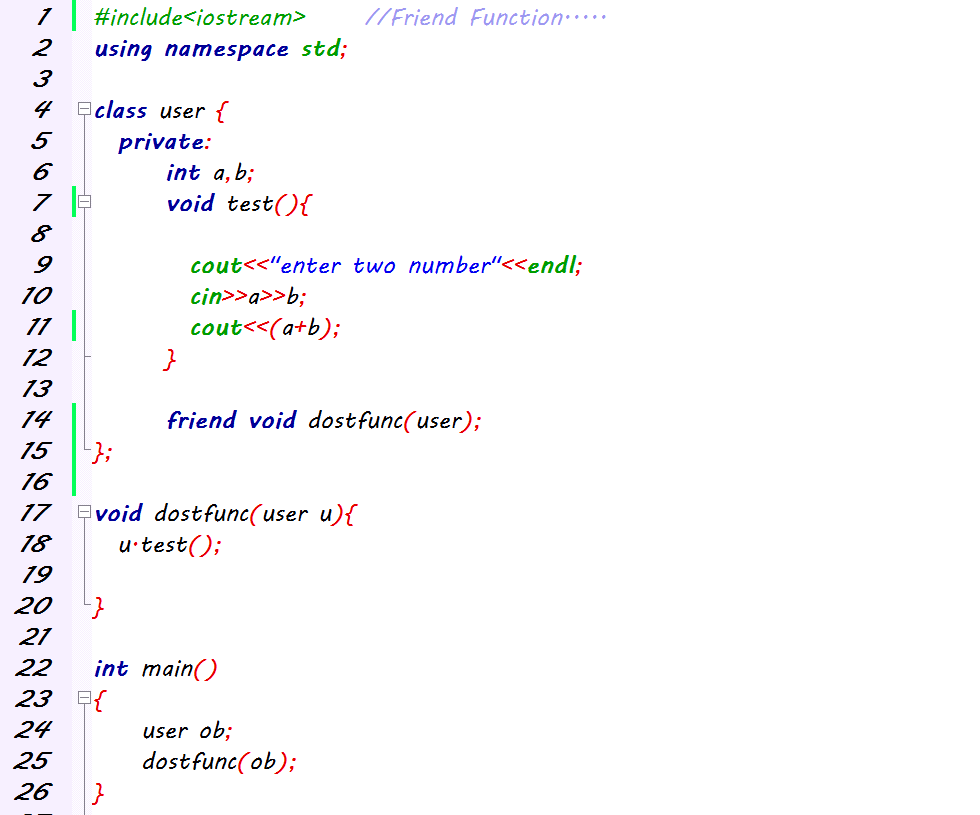 1 #include<iostream> //Friend Function.....
2 using namespace std;
3
4 class user {
5 private:
6 int a,b;
7 void test(){
8
9 cout<<"enter two number"<<endl;
10 cin>>a>>b;
11 cout<<(a+b);
12 }
13
14 friend void dostfunc(user);
15 };
16
17 void dostfunc(user u){
18 u.test();
19
20 }
21
22 int main()
23 {
24 user ob;
25 dostfunc(ob);
26 }